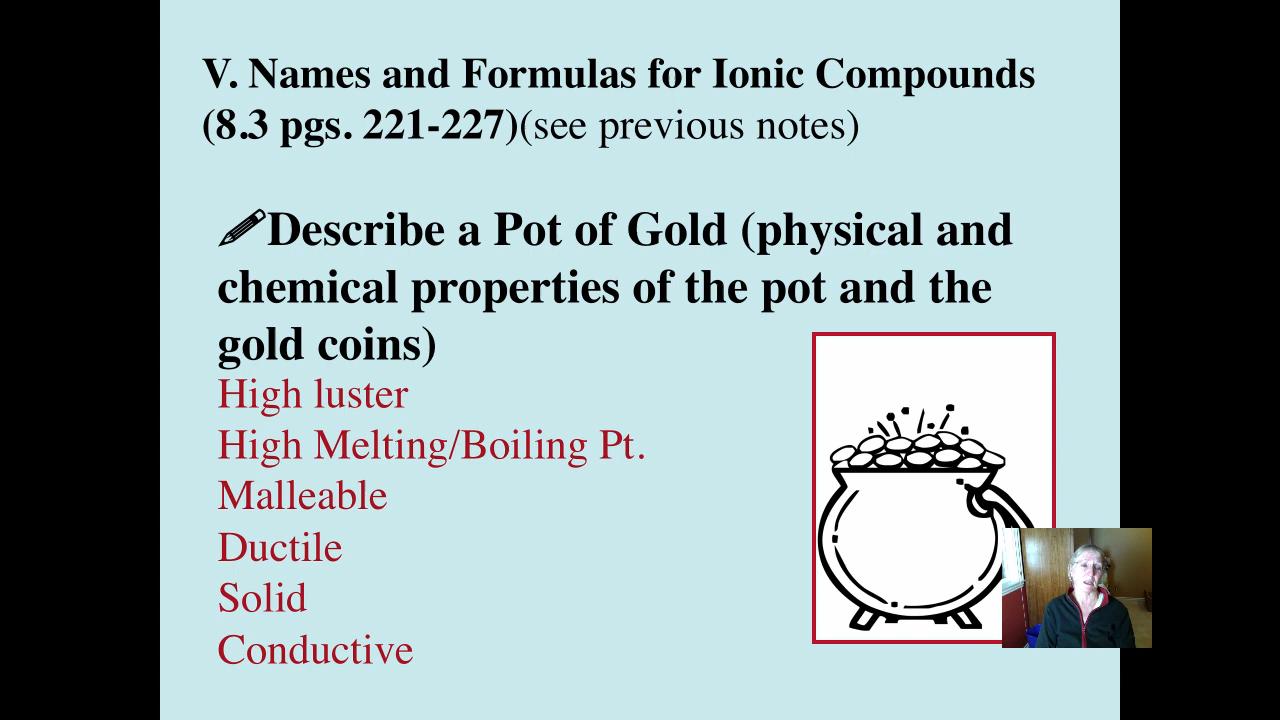 V. Names and Formulas for Ionic Compounds
(8.3 pgs. 221-227)(see previous notes)
Describe a Pot of Gold (physical and
chemical properties of the pot and the
gold coins)
High luster
High Melting/Boiling Pt.
Malleable
Ductile
Solid
Conductive